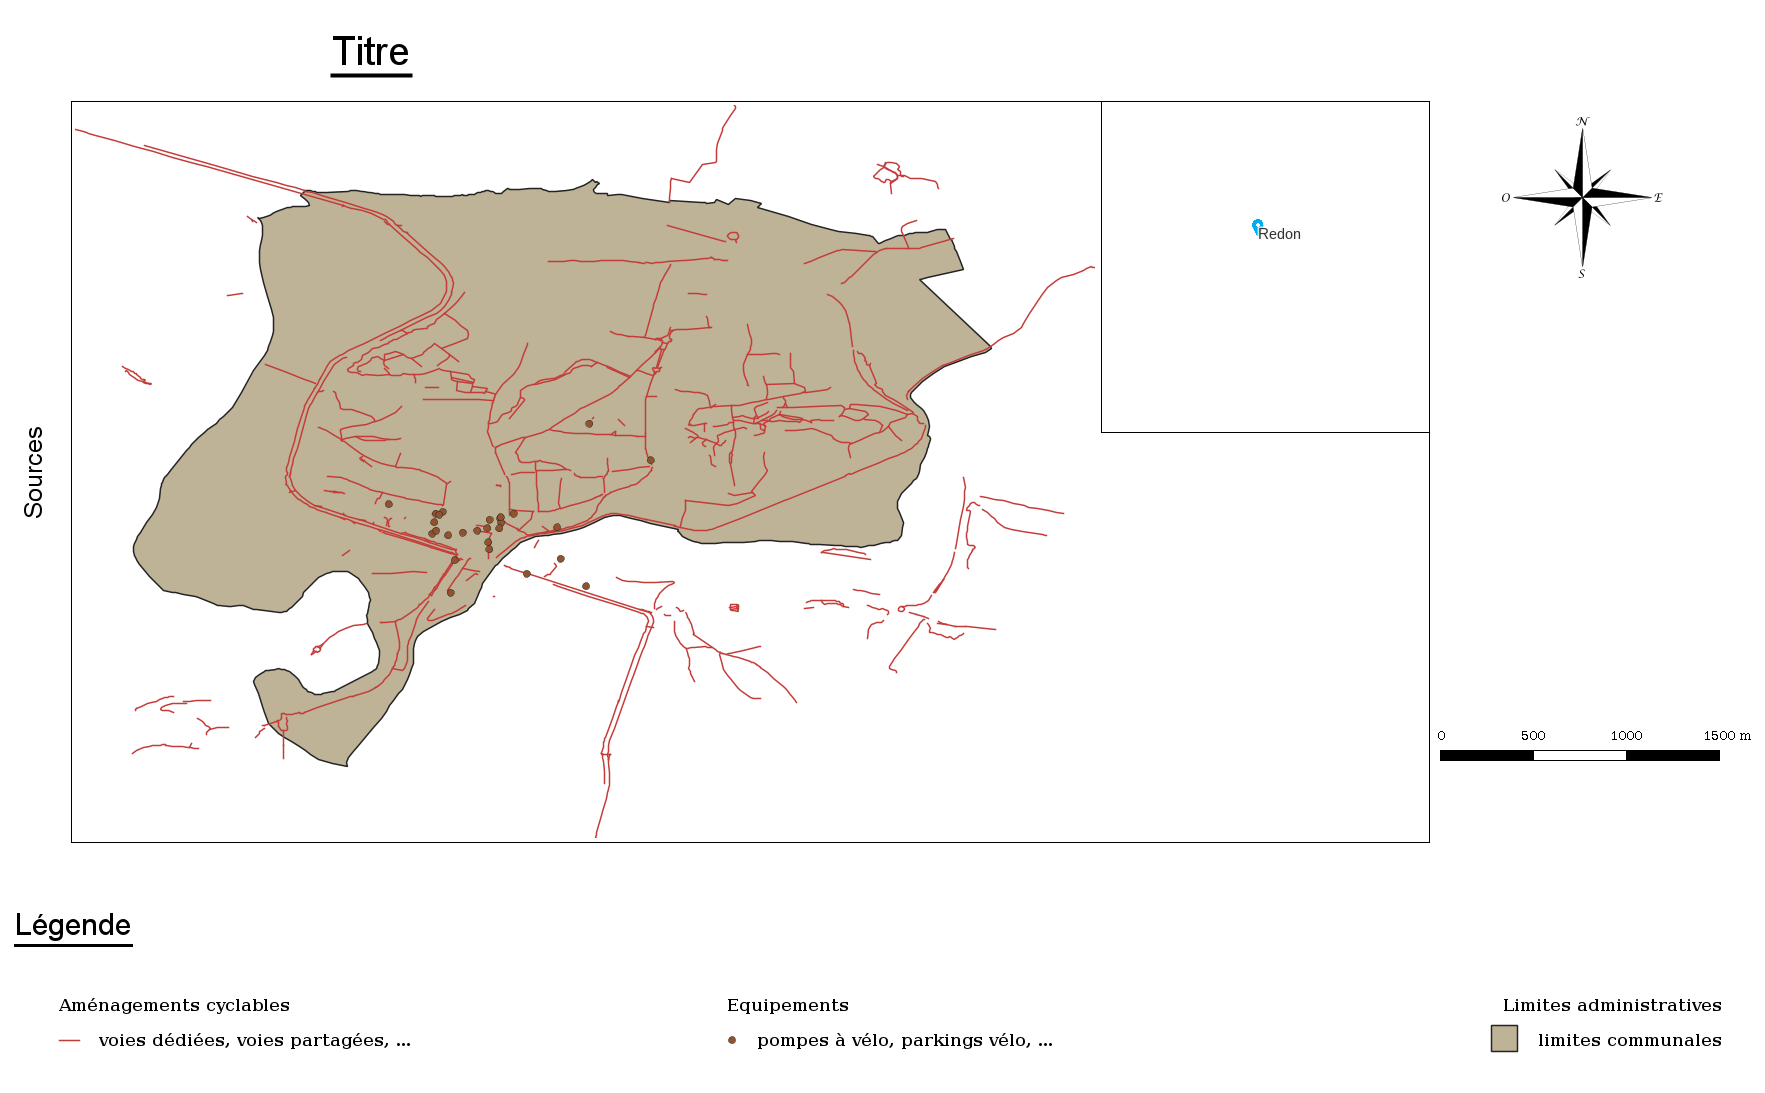 Titre
N
O
E
S
Redon
Sources
0 500 1000 1500 m
Légende
Aménagements cyclables
voies dédiées, voies partagées, ...
Equipements
pompes à vélo, parkings vélo, ...
Limites administratives
limites communales